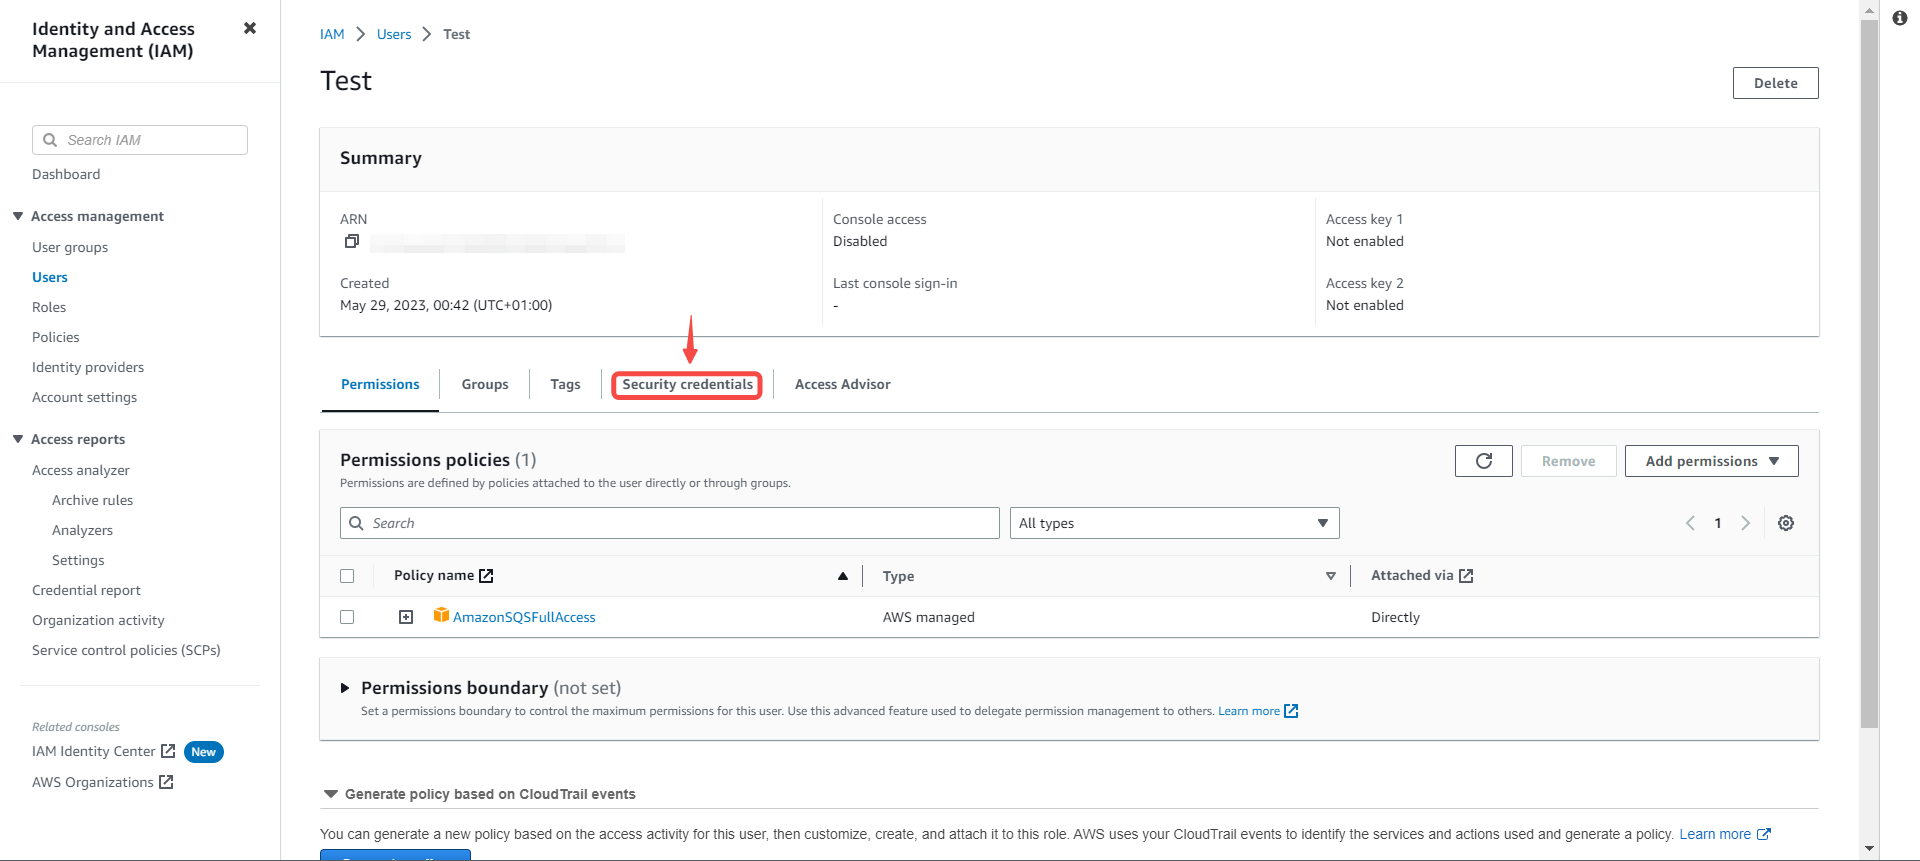 Identity and Access
Management (IAM)
Search IAM
Dashboard
Access management
User groups
Users
Roles
Policies
Identity providers
Account settings
Access reports
Access analyzer
Archive rules
Analyzers
Settings
Credential report
Organization activity
Service control policies (SCPs)
Related consoles
IAM Identity Center New
AWS Organizations
IAM > Users > Test
Test
Delete
Summary
ARN
Created
May 29, 2023, 00:42 (UTC+01:00)
Console access
Disabled
Last console sign-in
-
Access key 1
Not enabled
Access key 2
Not enabled
Permissions Groups Tags Security credentials Access Advisor
Permissions policies (1)
Permissions are defined by policies attached to the user directly or through groups.
Remove
Add permissions
Search
All types
1
Policy name Type Attached via
AmazonSQSFullAccess AWS managed Directly
Permissions boundary (not set)
Set a permissions boundary to control the maximum permissions for this user. Use this advanced feature used to delegate permission management to others. Learn more
Generate policy based on CloudTrail events
You can generate a new policy based on the access activity for this user, then customize, create, and attach it to this role. AWS uses your CloudTrail events to identify the services and actions used and generate a policy. Learn more